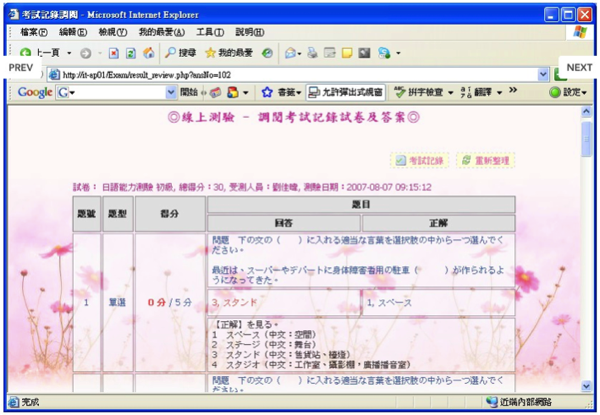 考試記錄調閱 - Microsoft Internet Explorer
檔案(F) 編輯(E) 檢視(V) 我的最愛(A) 工具(T) 說明(H)
上一頁 搜尋 我的最愛
PREV
NEXT
http://it-ap01/Exam/result_review.php?ansNo=102
Google G 開始 書籤 允許彈出式視窗 拼字檢查 翻譯 設定
◎線上測驗 - 調閱考試記錄試卷及答案◎
考試記錄 重新整理
試卷： 日語能力測驗 初級, 總得分：30, 受測人員：劉佳暐, 測驗日期：2007-08-07 09:15:12
題號 題型 得分 題目
回答 正解
問題 下の文の（ ）に入れる適当な言葉を選択肢の中から一つ選んでく
ださい。
最近は、スーパーやデパートに身体障害者用の駐車（ ）が作られるよ
うになってきた。
1 單選 0 分 / 5 分 3, スタンド 1, スペース
【正解】を見る。
1 スペース（中文：空間）
2 ステージ（中文：舞台）
3 スタンド（中文：售貨站、檯燈）
4 スタジオ（中文：工作室、攝影棚，廣播播音室）
問題 下の文の（ ）に入れる適当な言葉を選択肢の中から一つ選んでく
ださい。
完成 近端內部網路